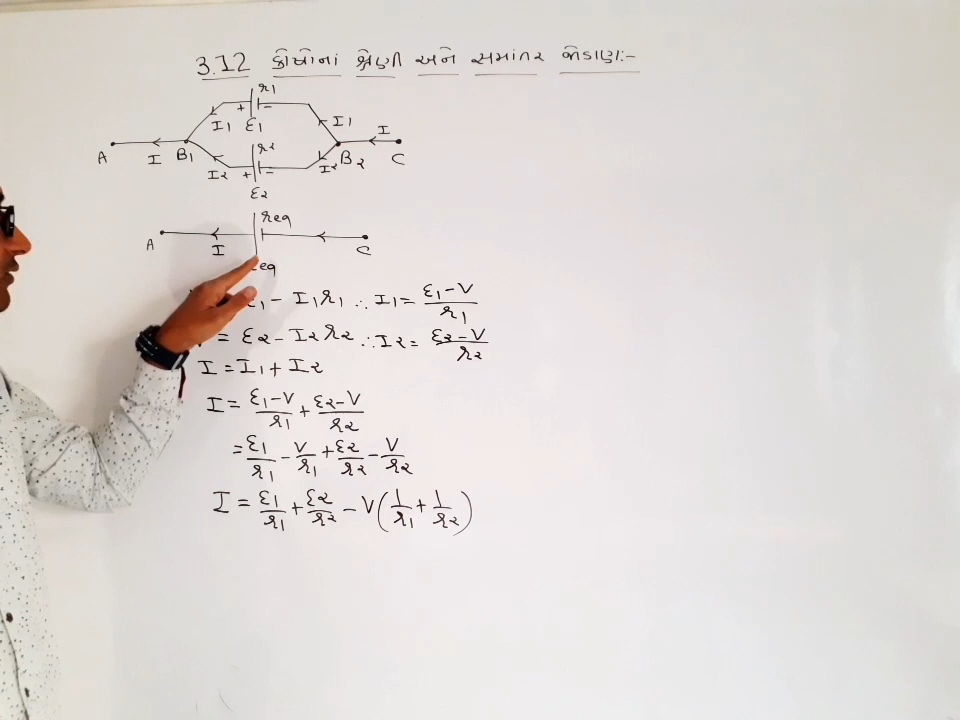 3.12 કોષોનાં શ્રેણી અને સમાંતર જોડાણ:-
r₁
+ −
I₁ ε₁ I₁ I
r₂
A I B₁ B₂ C
I₂ + − I₂
ε₂
req
A I C
eq
ε₁ − I₁r₁ ∴ I₁ = (ε₁−V)/r₁
= ε₂ − I₂r₂ ∴ I₂ = (ε₂−V)/r₂
I = I₁ + I₂
I = (ε₁−V)/r₁ + (ε₂−V)/r₂
= ε₁/r₁ − V/r₁ + ε₂/r₂ − V/r₂
I = ε₁/r₁ + ε₂/r₂ − V(1/r₁ + 1/r₂)